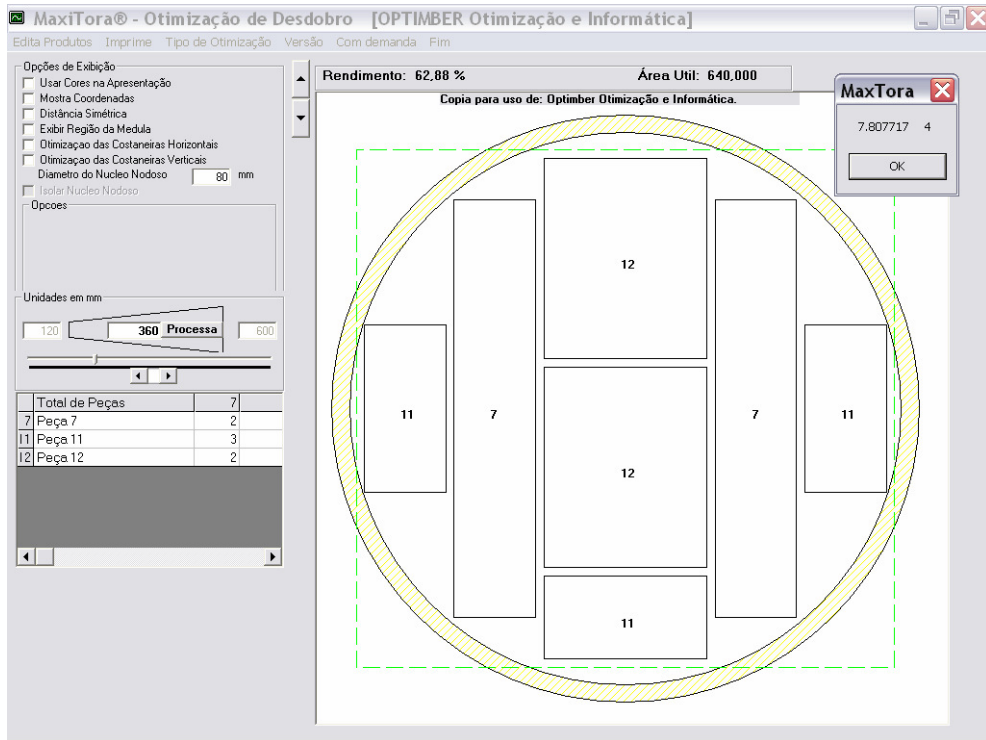 MaxiTora® - Otimização de Desdobro [OPTIMBER Otimização e Informática]
Edita Produtos Imprime Tipo de Otimização Versão Com demanda Fim
Opções de Exibição
Usar Cores na Apresentação
Mostra Coordenadas
Distância Simétrica
Exibir Região da Medula
Otimizaçao das Costaneiras Horizontais
Otimizaçao das Costaneiras Verticais
Diametro do Nucleo Nodoso 80 mm
Isolar Nucleo Nodoso
Opcoes
Unidades em mm
120 360 Processa 600
Total de Peças 7
7 Peça 7 2
11 Peça 11 3
12 Peça 12 2
Rendimento: 62,88 % Área Util: 640,000
Copia para uso de: Optimber Otimização e Informática.
MaxTora
7.807717 4
OK
12
11 7 7 11
12
11